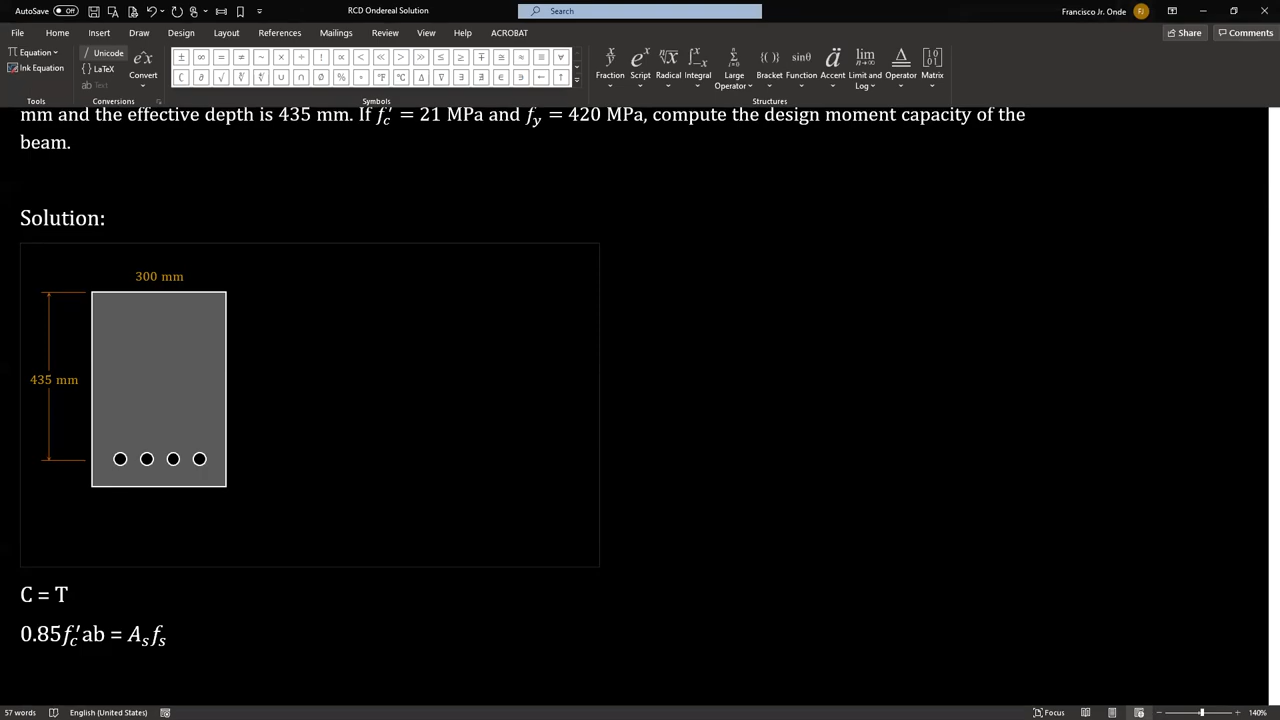 AutoSave Off
RCD Ondereal Solution
Search
Francisco Jr. Onde FJ
File Home Insert Draw Design Layout References Mailings Review View Help ACROBAT
Share Comments
Equation
Ink Equation
Tools
Unicode
LaTeX
Text
Convert
Conversions
± ∞ = ≠ ~ × ÷ ! ∝ < ≪ > ≫ ≤ ≥ ∓ ≅ ≈ ≡ ∀
∁ ∂ √ ∛ ∜ ∪ ∩ ∅ % ° °F °C ∆ ∇ ∃ ∄ ∈ ∋ ← ↑
Symbols
Fraction Script Radical Integral Large Operator Bracket Function Accent Limit and Log Operator Matrix
Structures
mm and the effective depth is 435 mm. If f′c = 21 MPa and fy = 420 MPa, compute the design moment capacity of the
beam.
Solution:
300 mm
435 mm
C = T
0.85f′cab = Asfs
57 words English (United States) Focus 140%